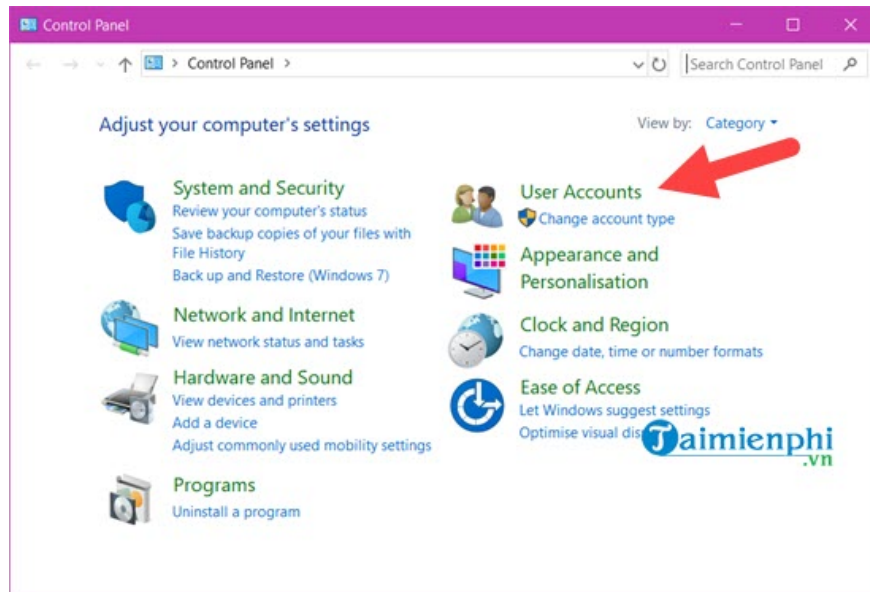 Control Panel
Control Panel
Search Control Panel
Adjust your computer's settings
View by: Category
System and Security
Review your computer's status
Save backup copies of your files with
File History
Back up and Restore (Windows 7)
Network and Internet
View network status and tasks
Hardware and Sound
View devices and printers
Add a device
Adjust commonly used mobility settings
Programs
Uninstall a program
User Accounts
Change account type
Appearance and
Personalisation
Clock and Region
Change date, time or number formats
Ease of Access
Let Windows suggest settings
Optimise visual
Taimienphi
.vn